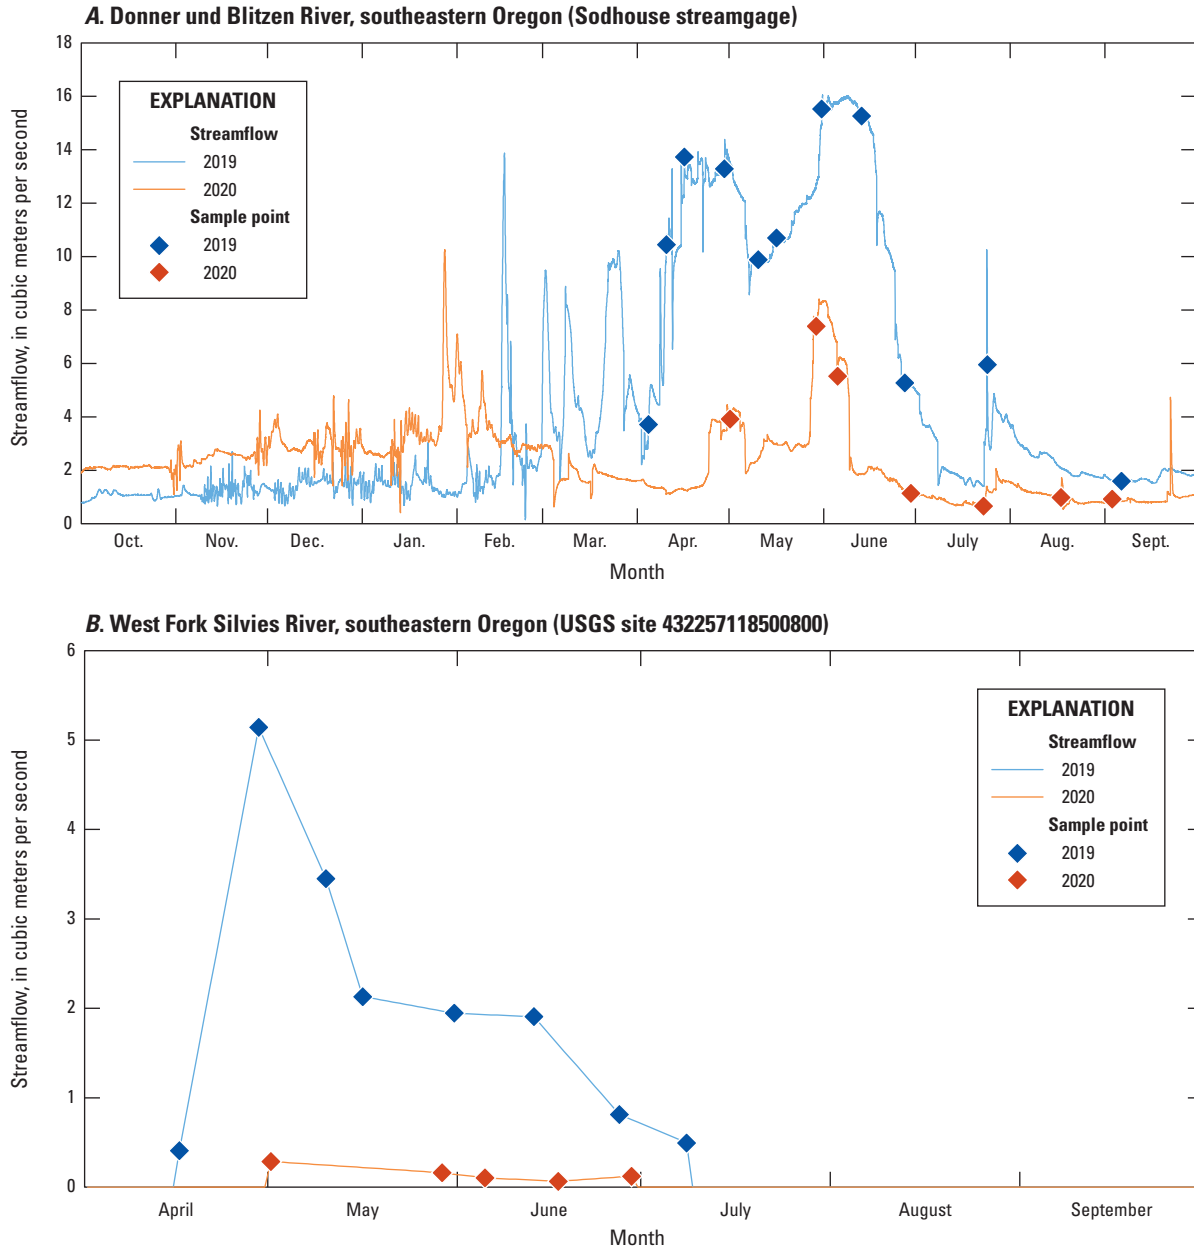 A. Donner und Blitzen River, southeastern Oregon (Sodhouse streamgage)
18
16
14
12
10
8
6
4
2
0
Streamflow, in cubic meters per second
EXPLANATION
Streamflow
2019
2020
Sample point
2019
2020
Oct. Nov. Dec. Jan. Feb. Mar. Apr. May June July Aug. Sept.
Month
B. West Fork Silvies River, southeastern Oregon (USGS site 432257118500800)
6
5
4
3
2
1
0
Streamflow, in cubic meters per second
EXPLANATION
Streamflow
2019
2020
Sample point
2019
2020
April May June July August September
Month